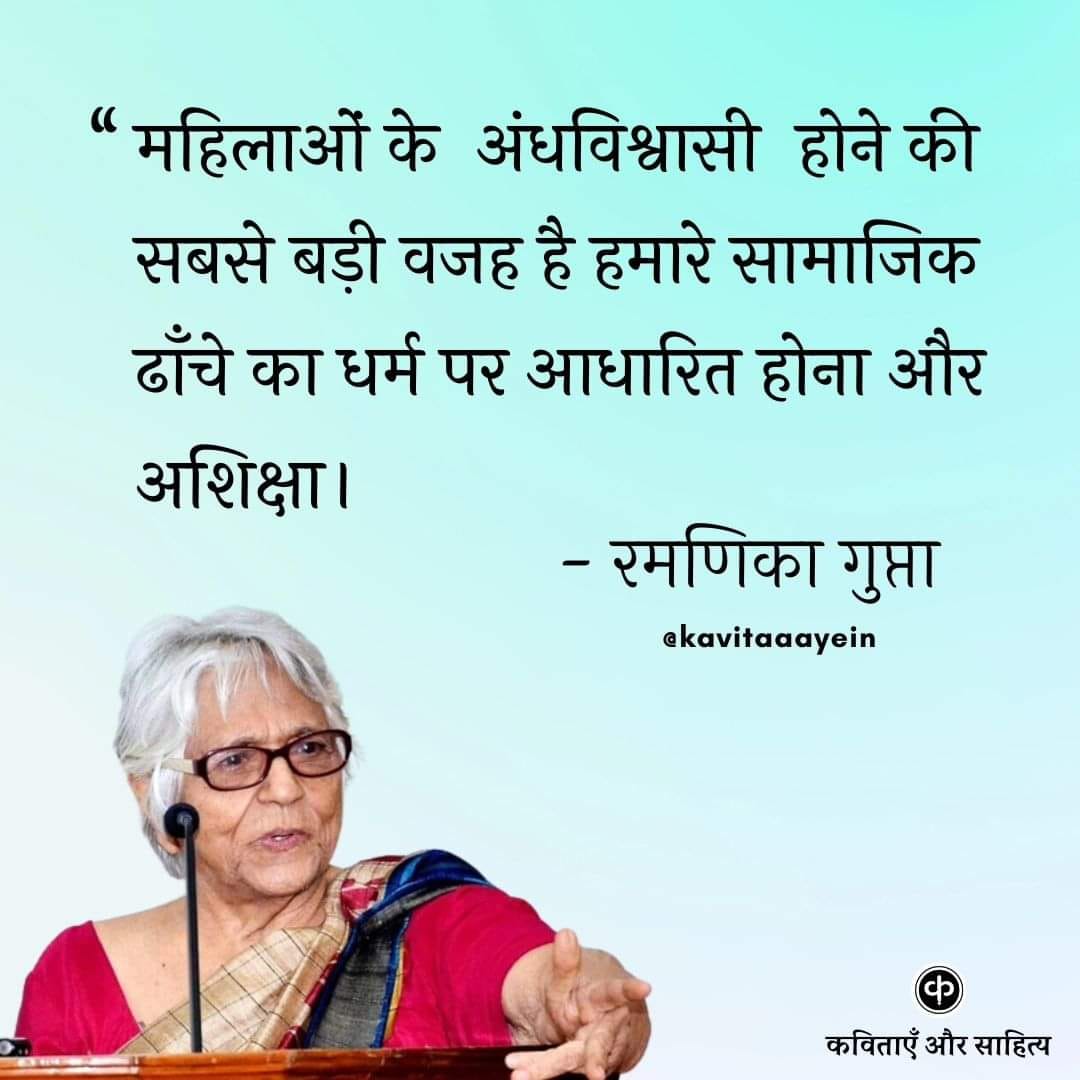 “ महिलाओं के अंधविश्वासी होने की
सबसे बड़ी वजह है हमारे सामाजिक
ढाँचे का धर्म पर आधारित होना और
अशिक्षा।
- रमणिका गुप्ता
@kavitaaayein
क
कविताएँ और साहित्य